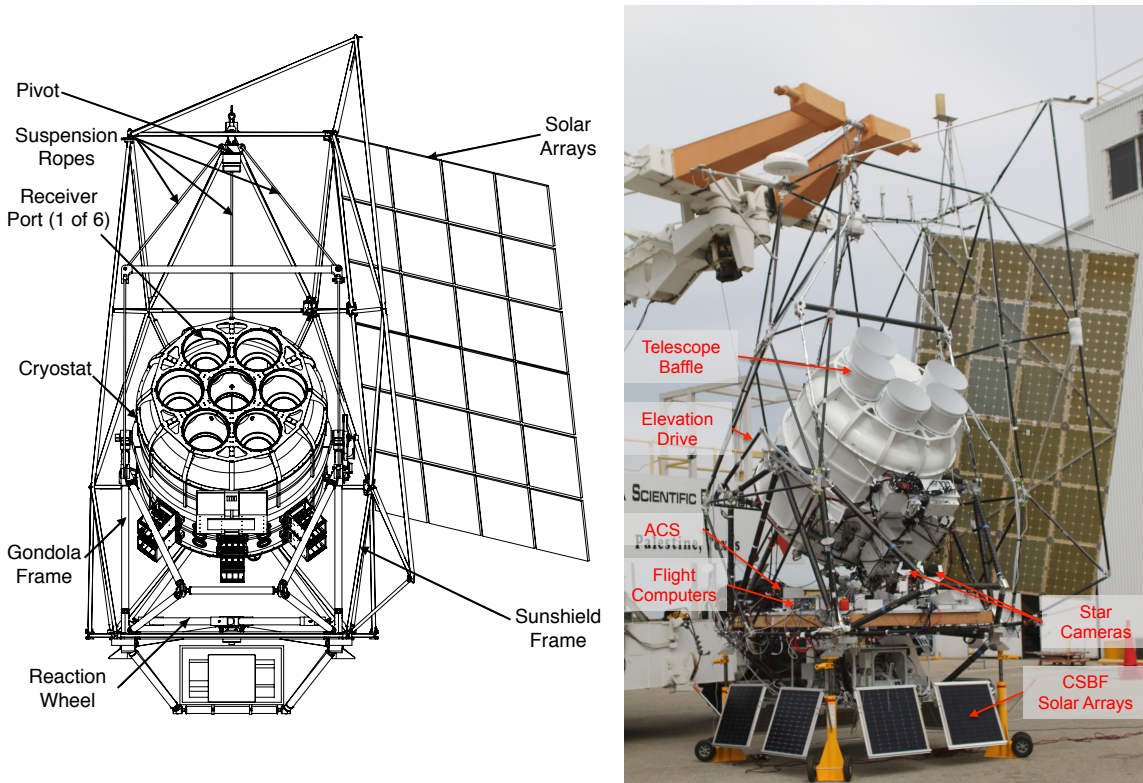 Pivot
Suspension
Ropes
Receiver
Port (1 of 6)
Cryostat
Gondola
Frame
Reaction
Wheel
Solar
Arrays
Sunshield
Frame
Telescope
Baffle
Elevation
Drive
ACS
Flight
Computers
Star
Cameras
CSBF
Solar Arrays
A SCIENTIFIC
Palestine, Texas